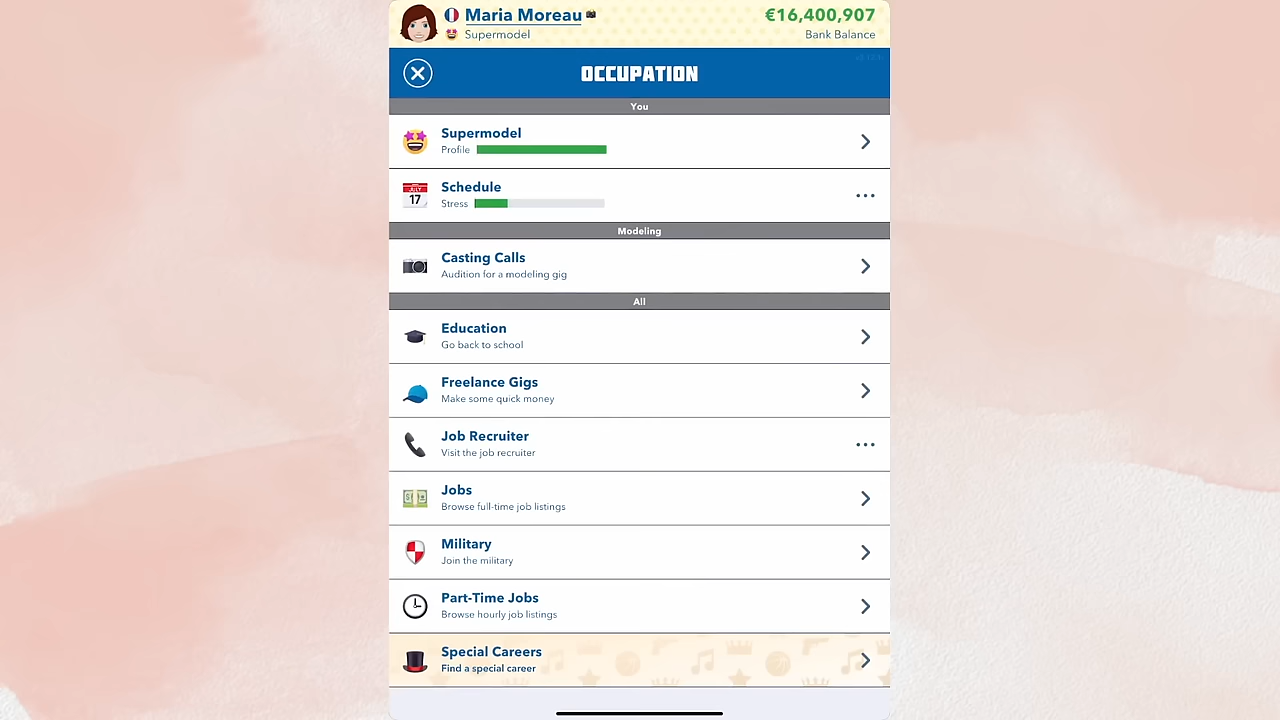 Maria Moreau
€16,400,907
Supermodel
Bank Balance
OCCUPATION
You
Supermodel
Profile
JULY
17
Schedule
Stress
Modeling
Casting Calls
Audition for a modeling gig
All
Education
Go back to school
Freelance Gigs
Make some quick money
Job Recruiter
Visit the job recruiter
Jobs
Browse full-time job listings
Military
Join the military
Part-Time Jobs
Browse hourly job listings
Special Careers
Find a special career